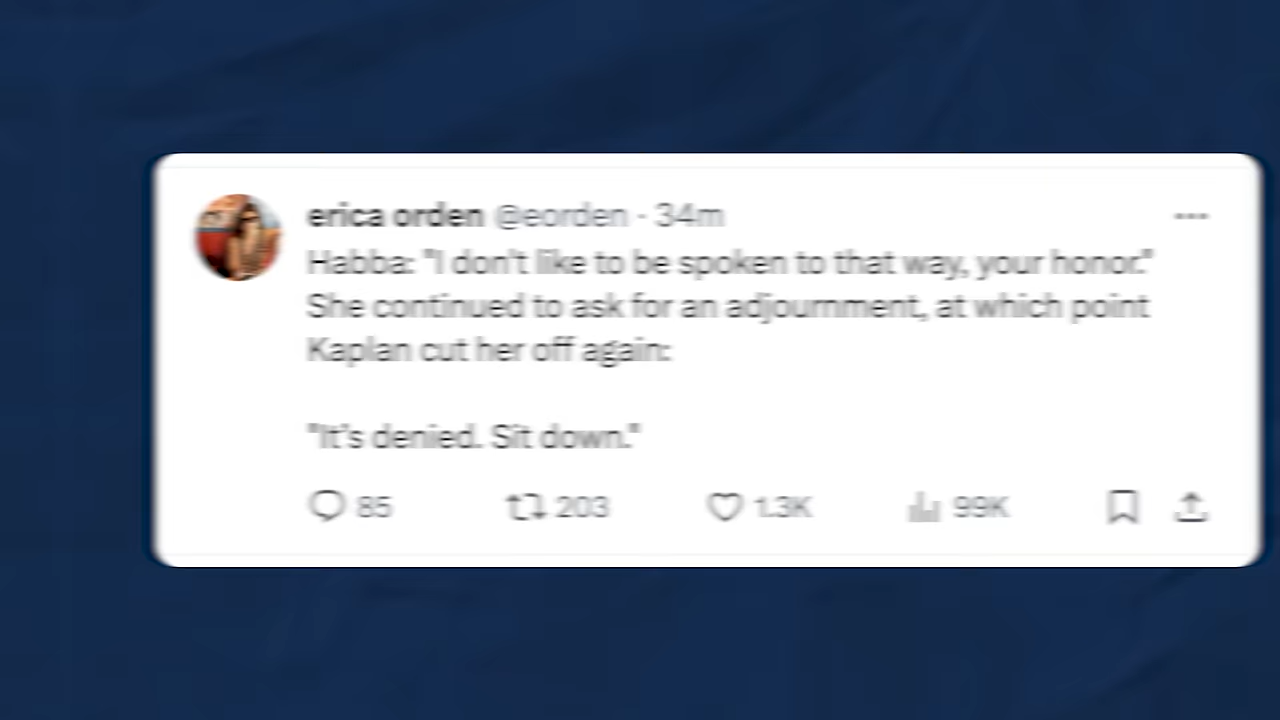 erica orden @eorden · 34m
Habba: "I don't like to be spoken to that way, your honor."
She continued to ask for an adjournment, at which point
Kaplan cut her off again:
"It's denied. Sit down."
85 203 1.3K 99K